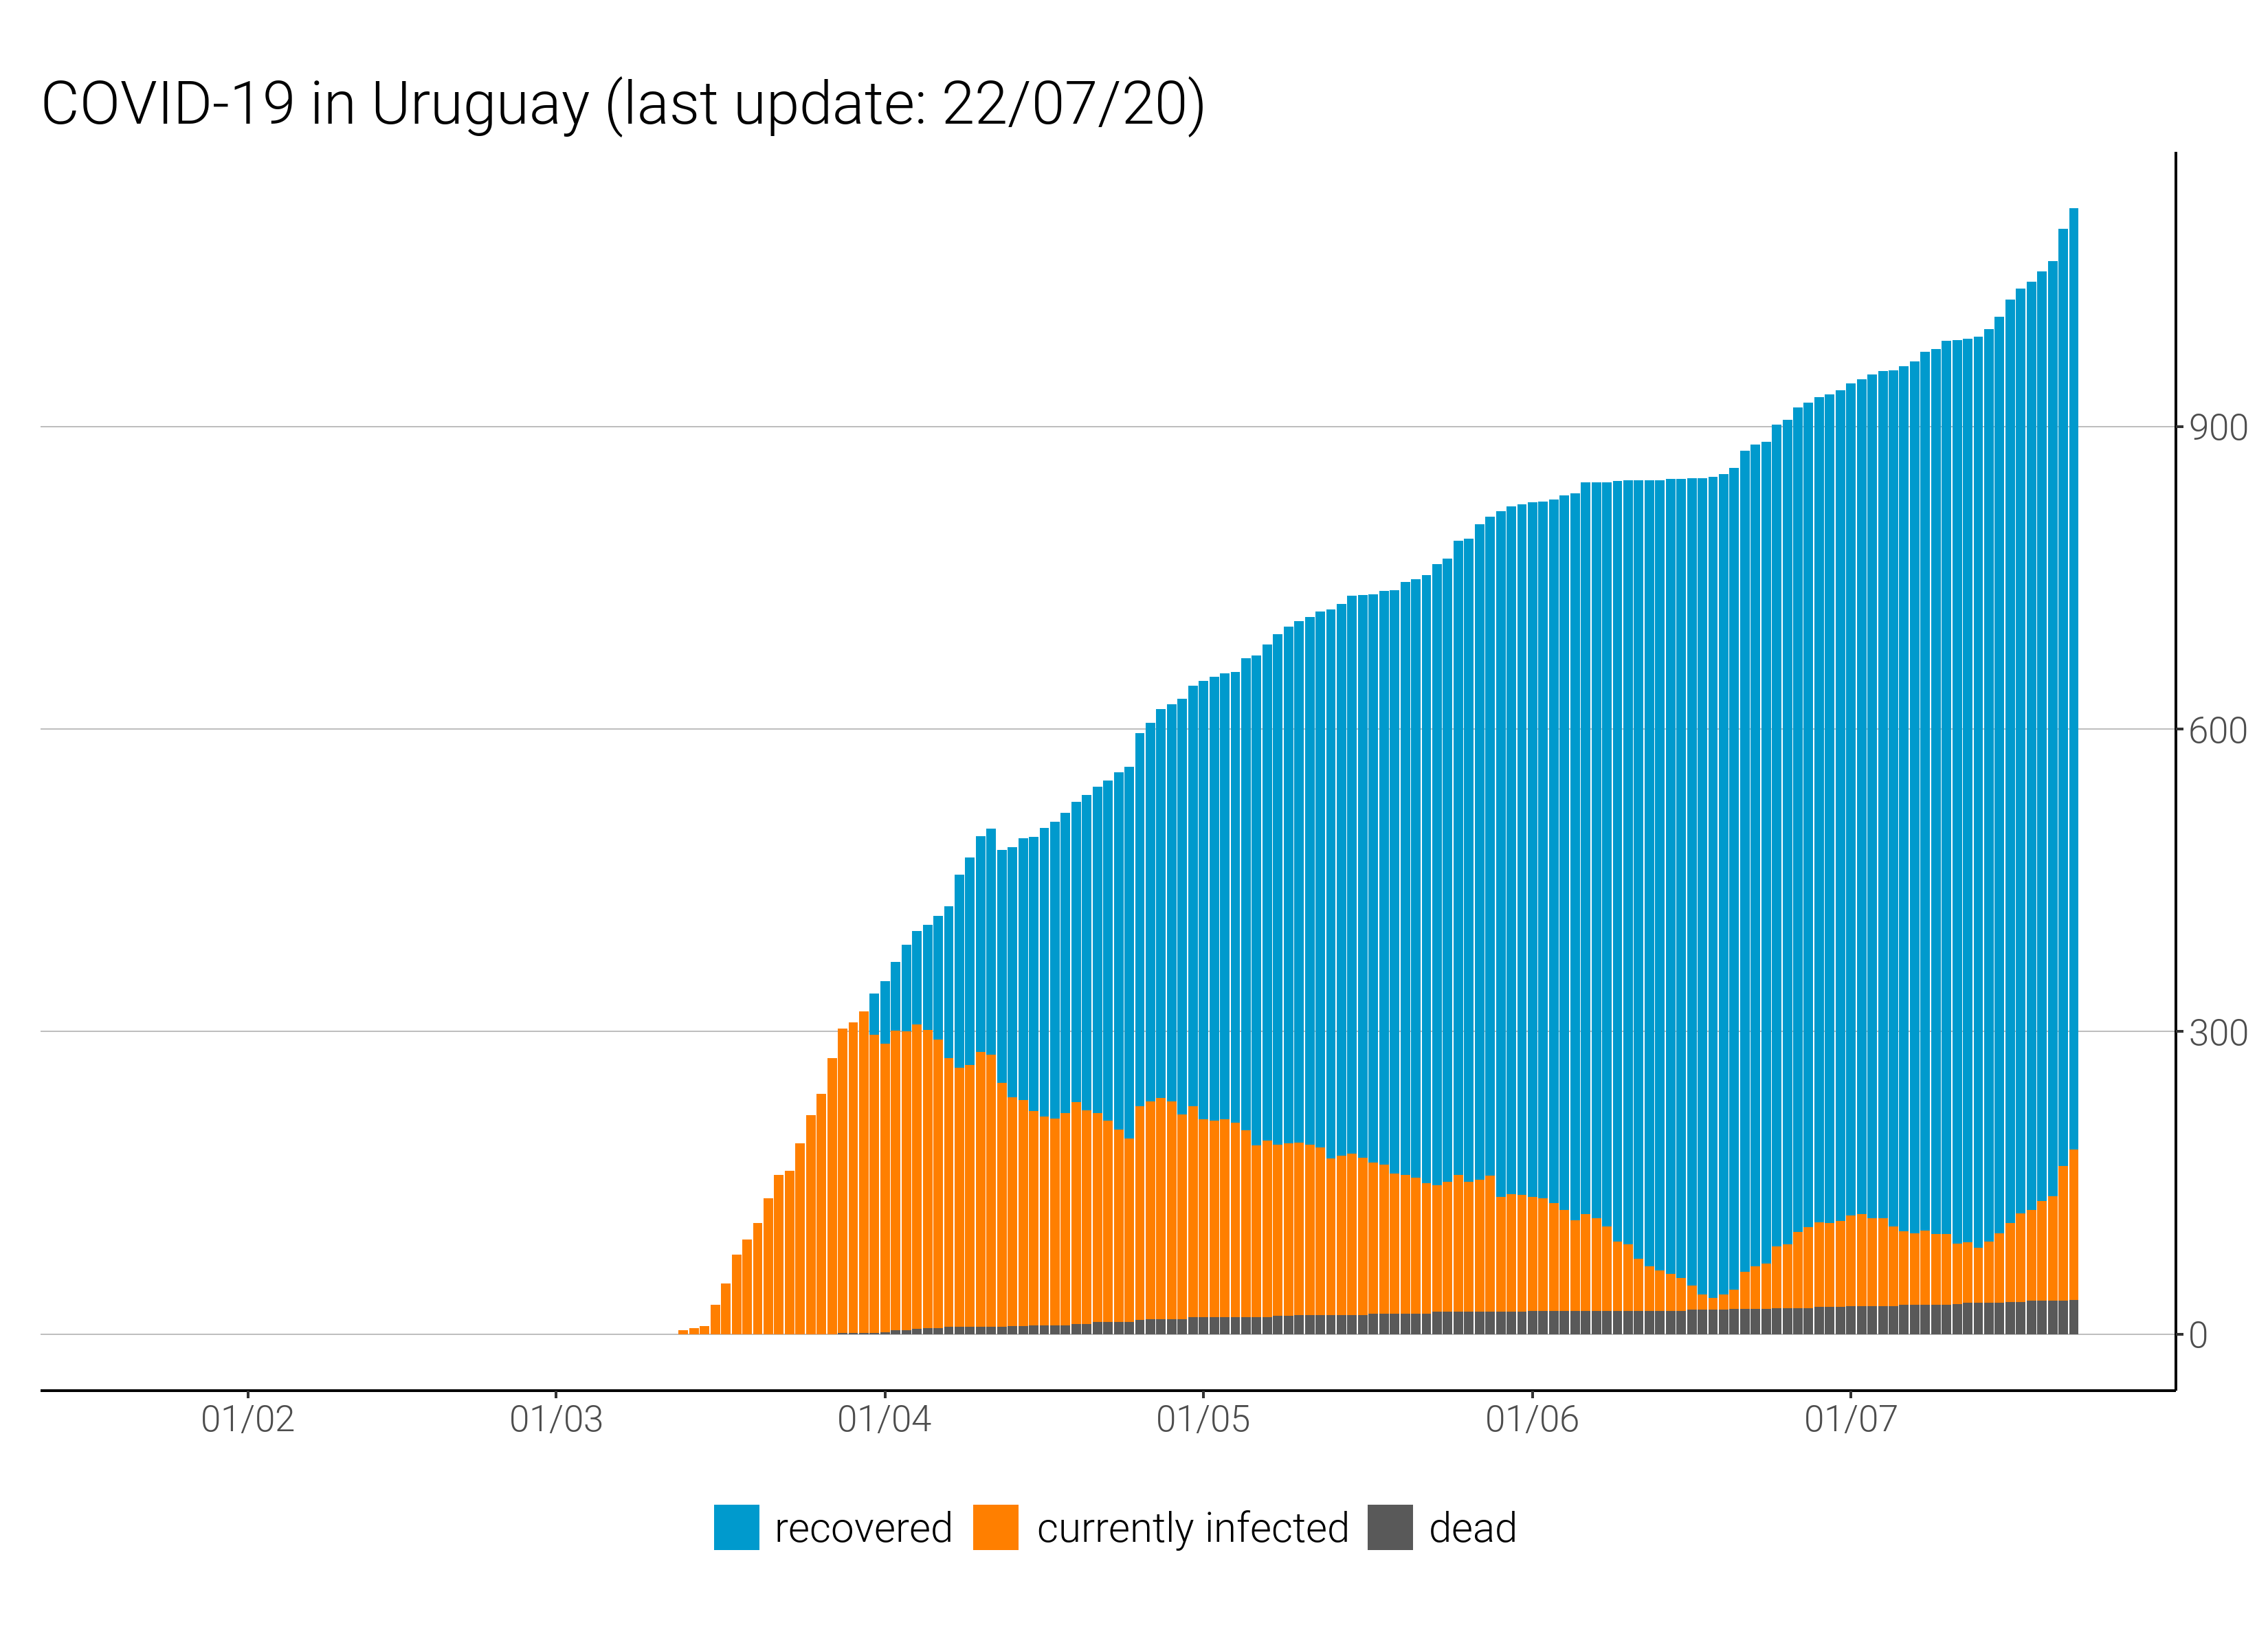 COVID-19 in Uruguay (last update: 22/07/20)
900
600
300
0
01/02 01/03 01/04 01/05 01/06 01/07
recovered currently infected dead